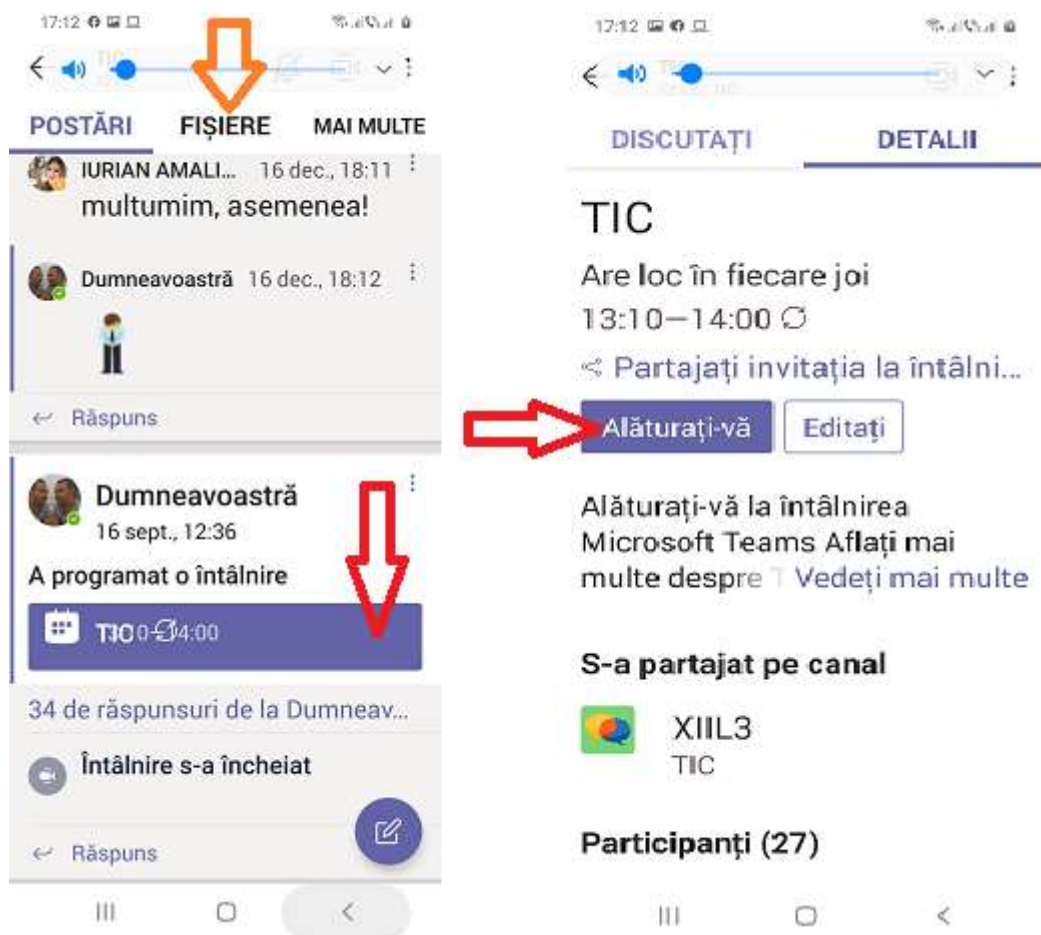 17:12
POSTĂRI FIȘIERE MAI MULTE
IURIAN AMALI... 16 dec., 18:11
multumim, asemenea!
Dumneavoastră 16 dec., 18:12
Răspuns
Dumneavoastră
16 sept., 12:36
A programat o întâlnire
TIC 4:00
34 de răspunsuri de la Dumneav...
Întâlnire s-a încheiat
Răspuns
17:12
DISCUTAȚI DETALII
TIC
Are loc în fiecare joi
13:10—14:00
Partajați invitația la întâlni...
Alăturați-vă Editați
Alăturați-vă la întâlnirea
Microsoft Teams Aflați mai
multe despre T Vedeți mai multe
S-a partajat pe canal
XIIL3
TIC
Participanți (27)